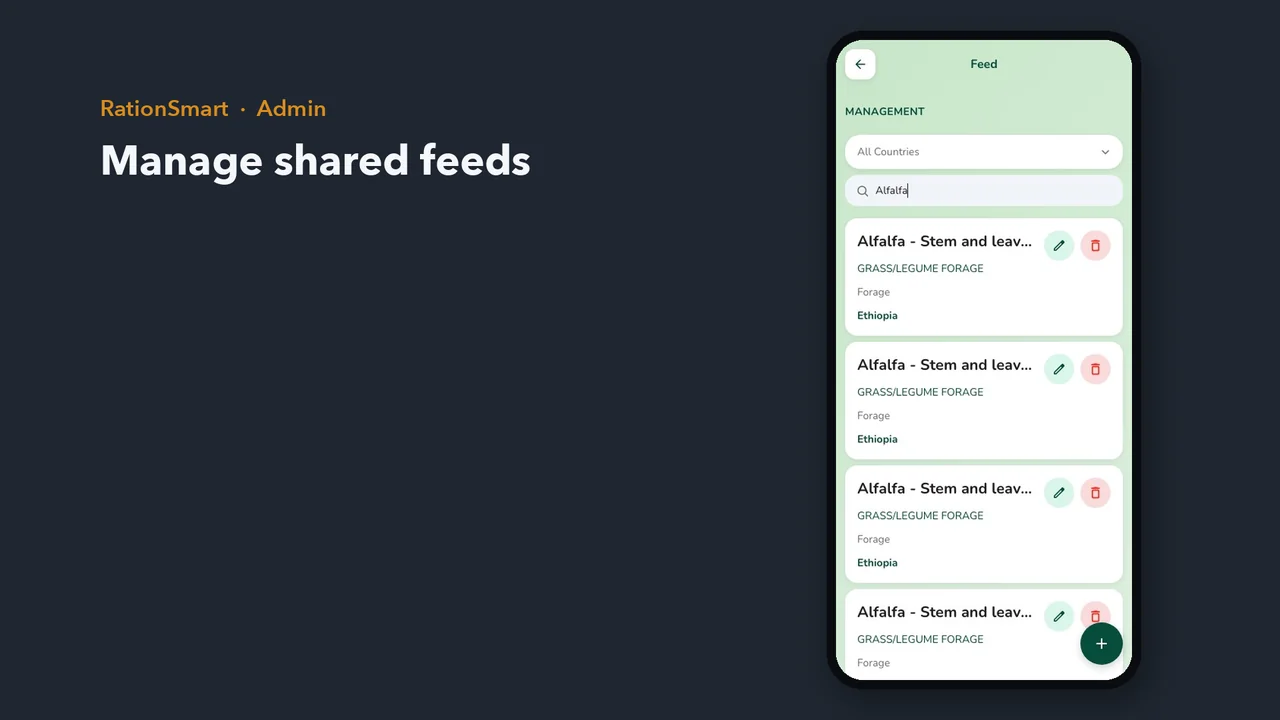 RationSmart · Admin
Manage shared feeds
Feed
MANAGEMENT
All Countries
Alfalfa
Alfalfa - Stem and leav...
GRASS/LEGUME FORAGE
Forage
Ethiopia
Alfalfa - Stem and leav...
GRASS/LEGUME FORAGE
Forage
Ethiopia
Alfalfa - Stem and leav...
GRASS/LEGUME FORAGE
Forage
Ethiopia
Alfalfa - Stem and leav...
GRASS/LEGUME FORAGE
Forage